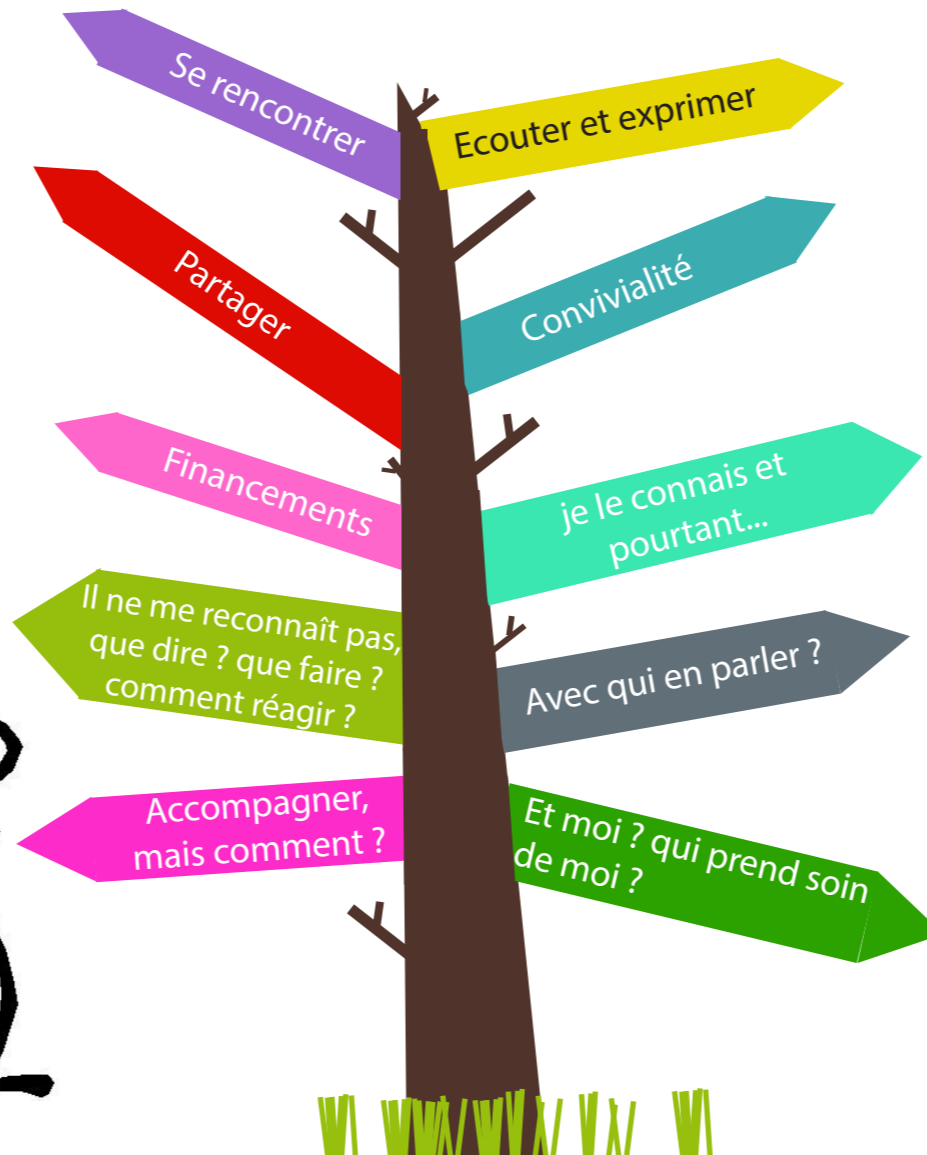 Se rencontrer
Ecouter et exprimer
Partager
Convivialité
Financements
je le connais et
pourtant...
Il ne me reconnaît pas,
que dire ? que faire ?
comment réagir ?
Avec qui en parler ?
Accompagner,
mais comment ?
Et moi ? qui prend soin
de moi ?